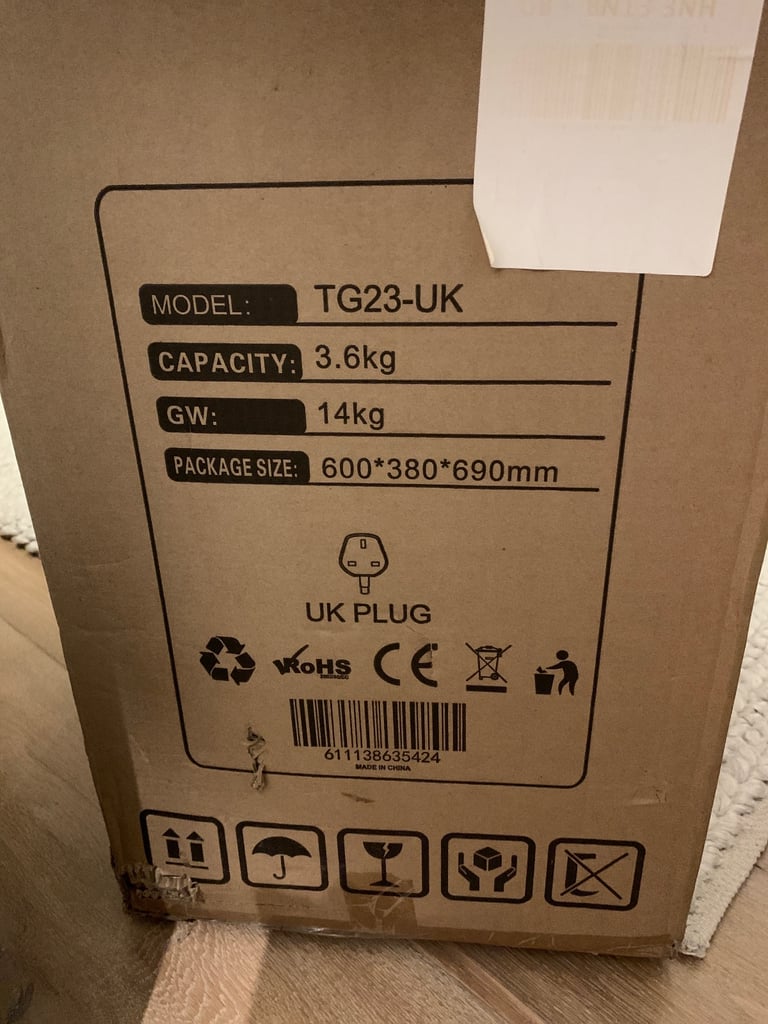 MODEL: TG23-UK
CAPACITY: 3.6kg
GW: 14kg
PACKAGE SIZE: 600*380*690mm
UK PLUG
RoHS CE
611138635424
MADE IN CHINA